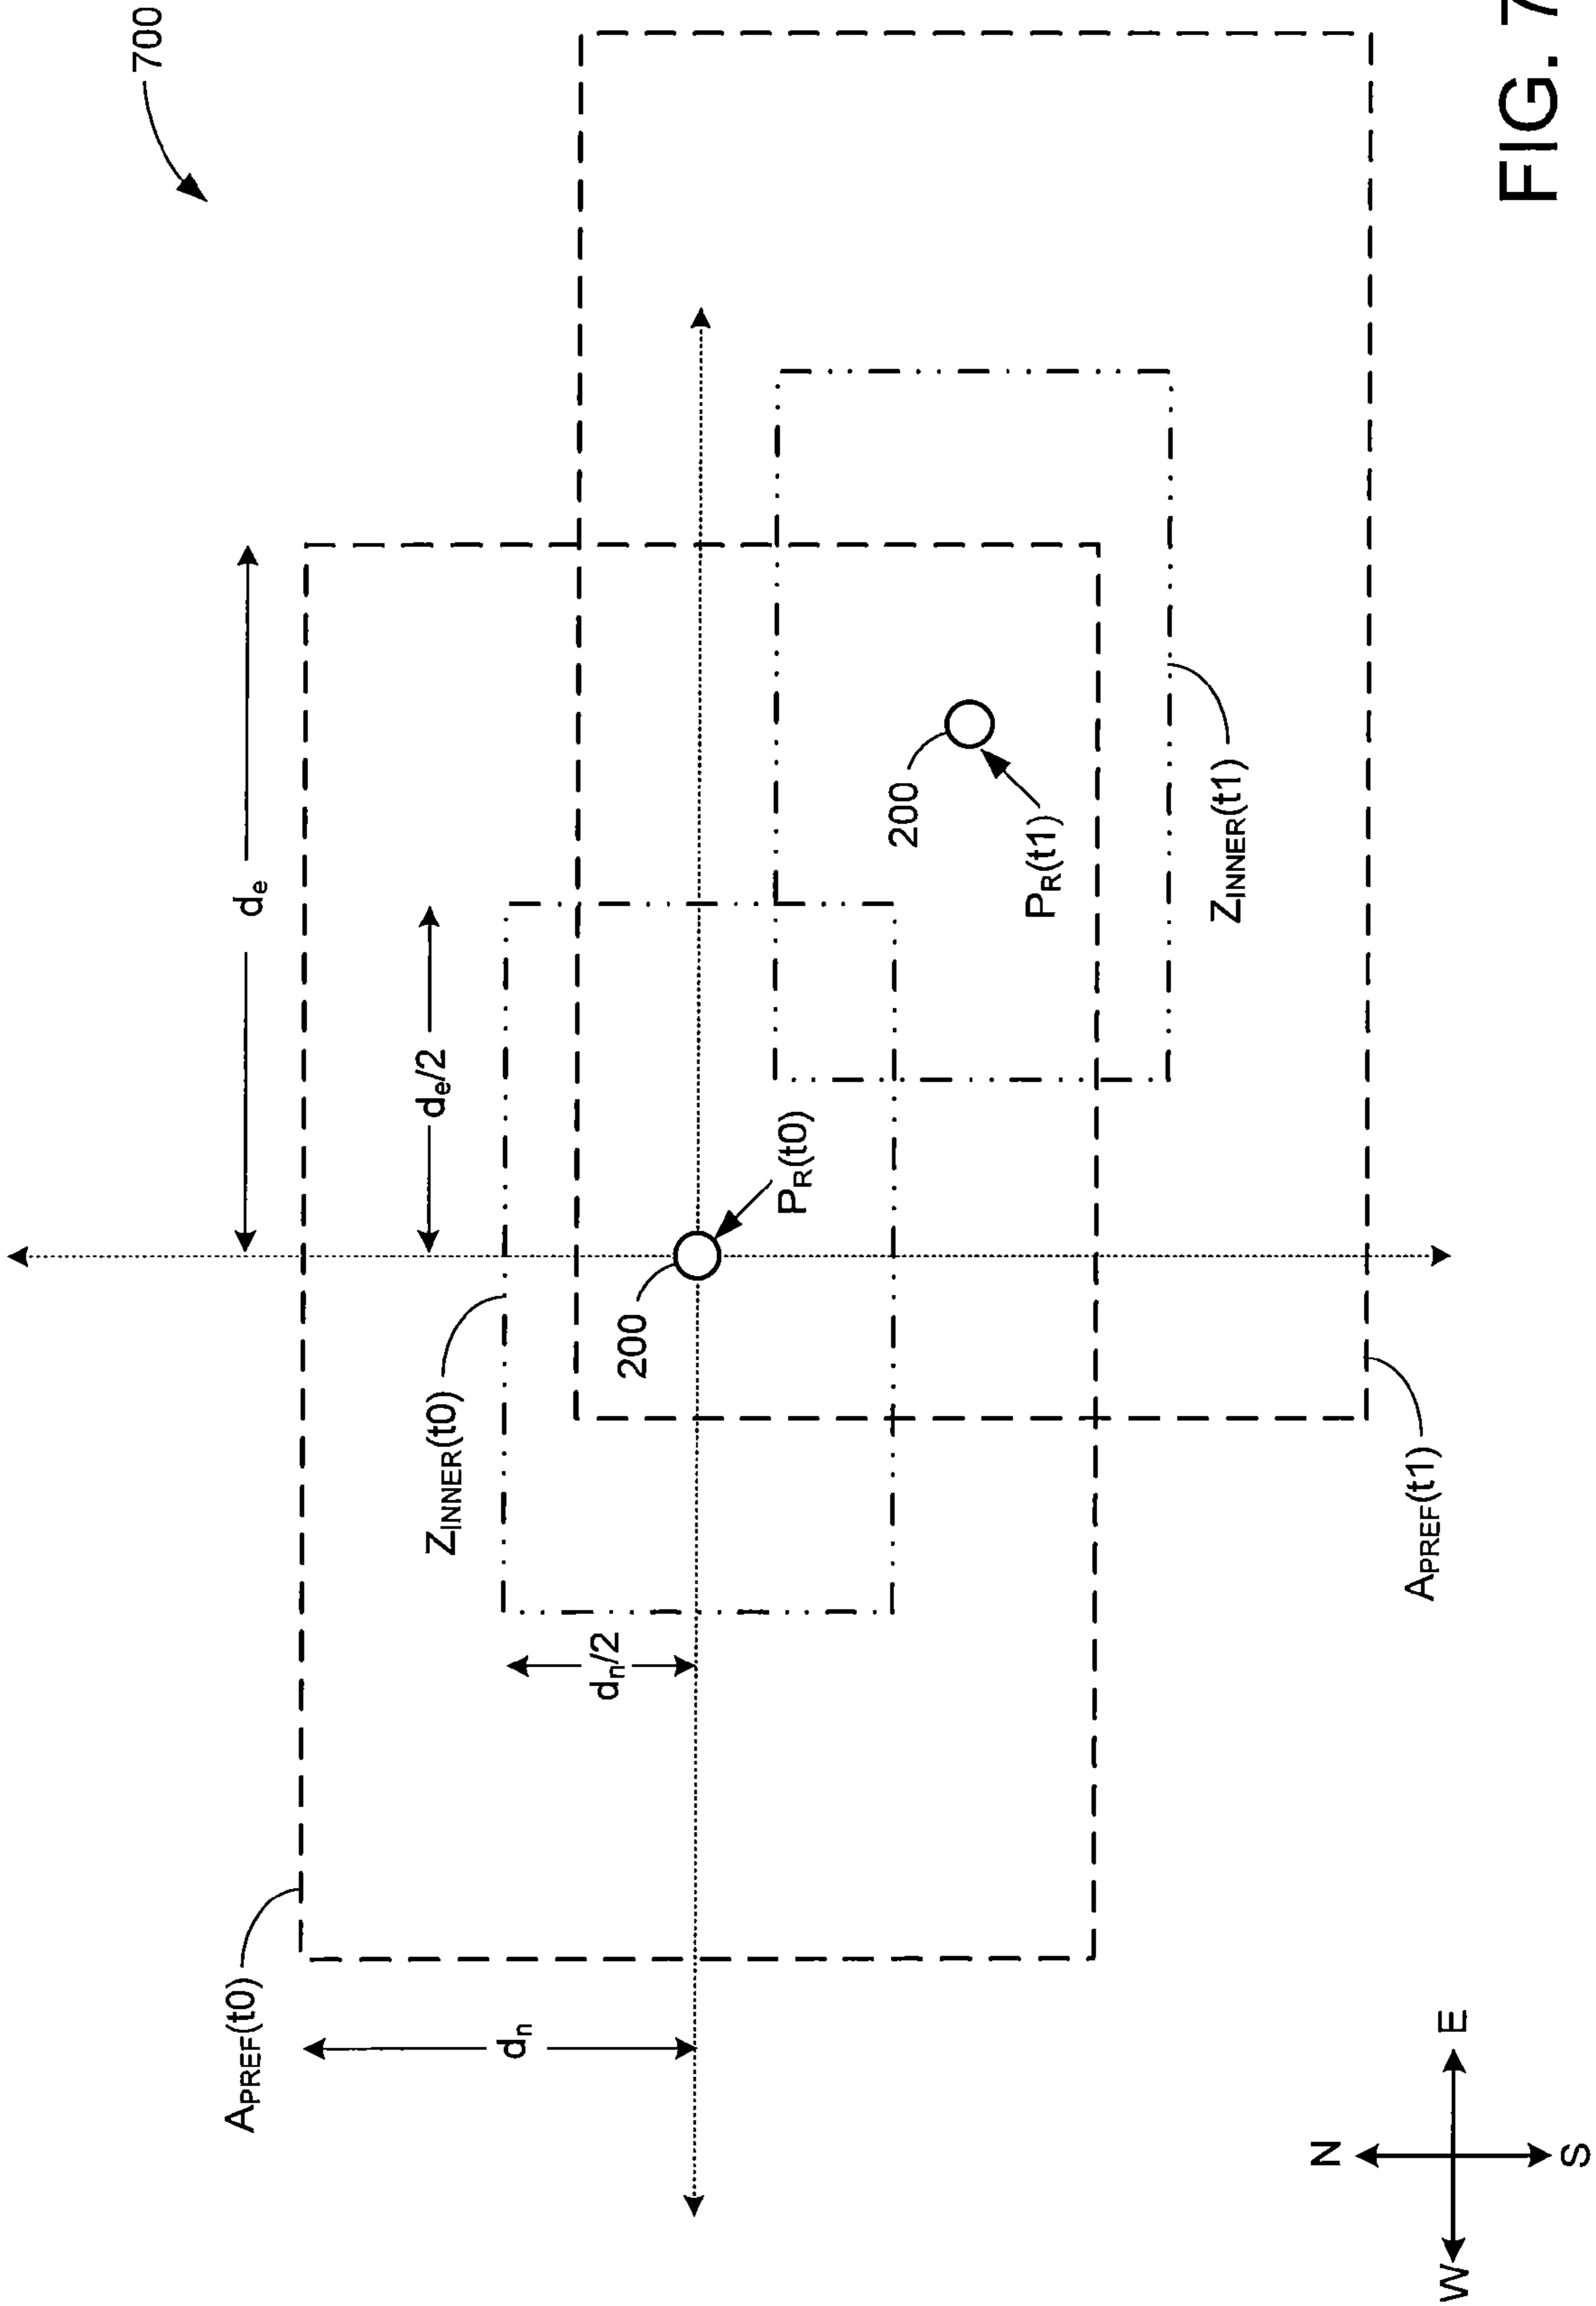 700
A_PREF(t0)
d_e
d_e/2
Z_INNER(t0)
d_n
d_n/2
200
P_R(t0)
200
P_R(t1)
Z_INNER(t1)
A_PREF(t1)
N
W
E
S
FIG. 7